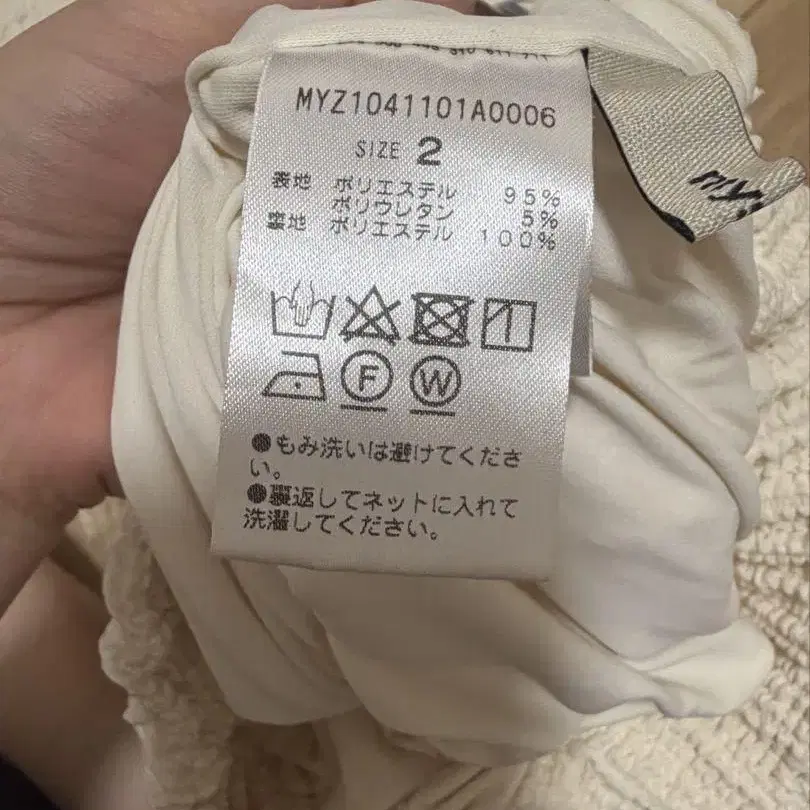 MYZ1041101A0006
SIZE 2
表地 ポリエステル 95%
ポリウレタン 5%
裏地 ポリエステル 100%
F W
●もみ洗いは避けてくださ
い。
●裏返してネットに入れて
洗濯してください。